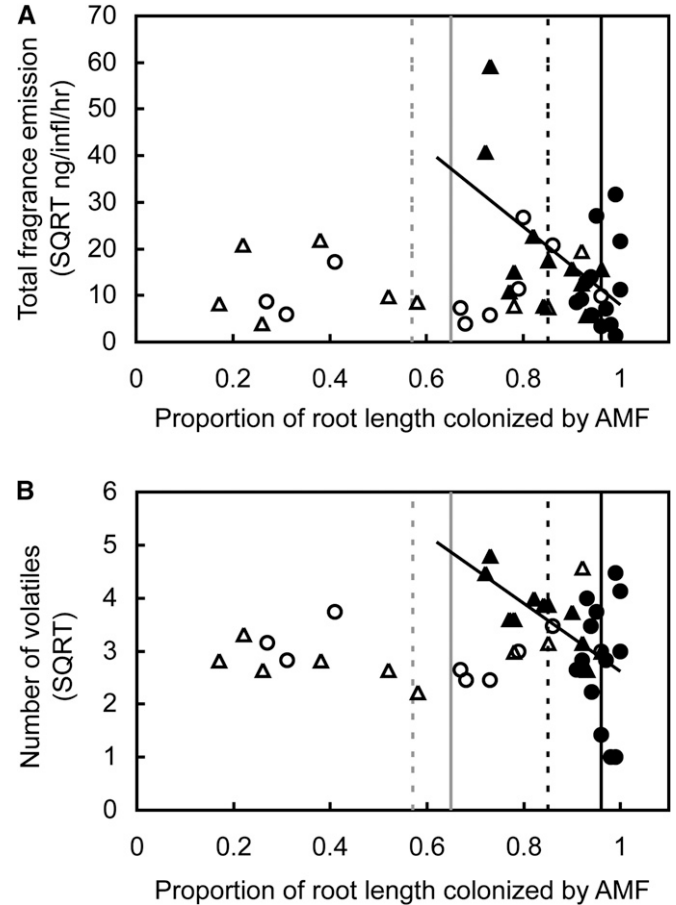 A
Total fragrance emission
(SQRT ng/infl/hr)
70
60
50
40
30
20
10
0
0 0.2 0.4 0.6 0.8 1
Proportion of root length colonized by AMF
B
Number of volatiles
(SQRT)
6
5
4
3
2
1
0
0 0.2 0.4 0.6 0.8 1
Proportion of root length colonized by AMF